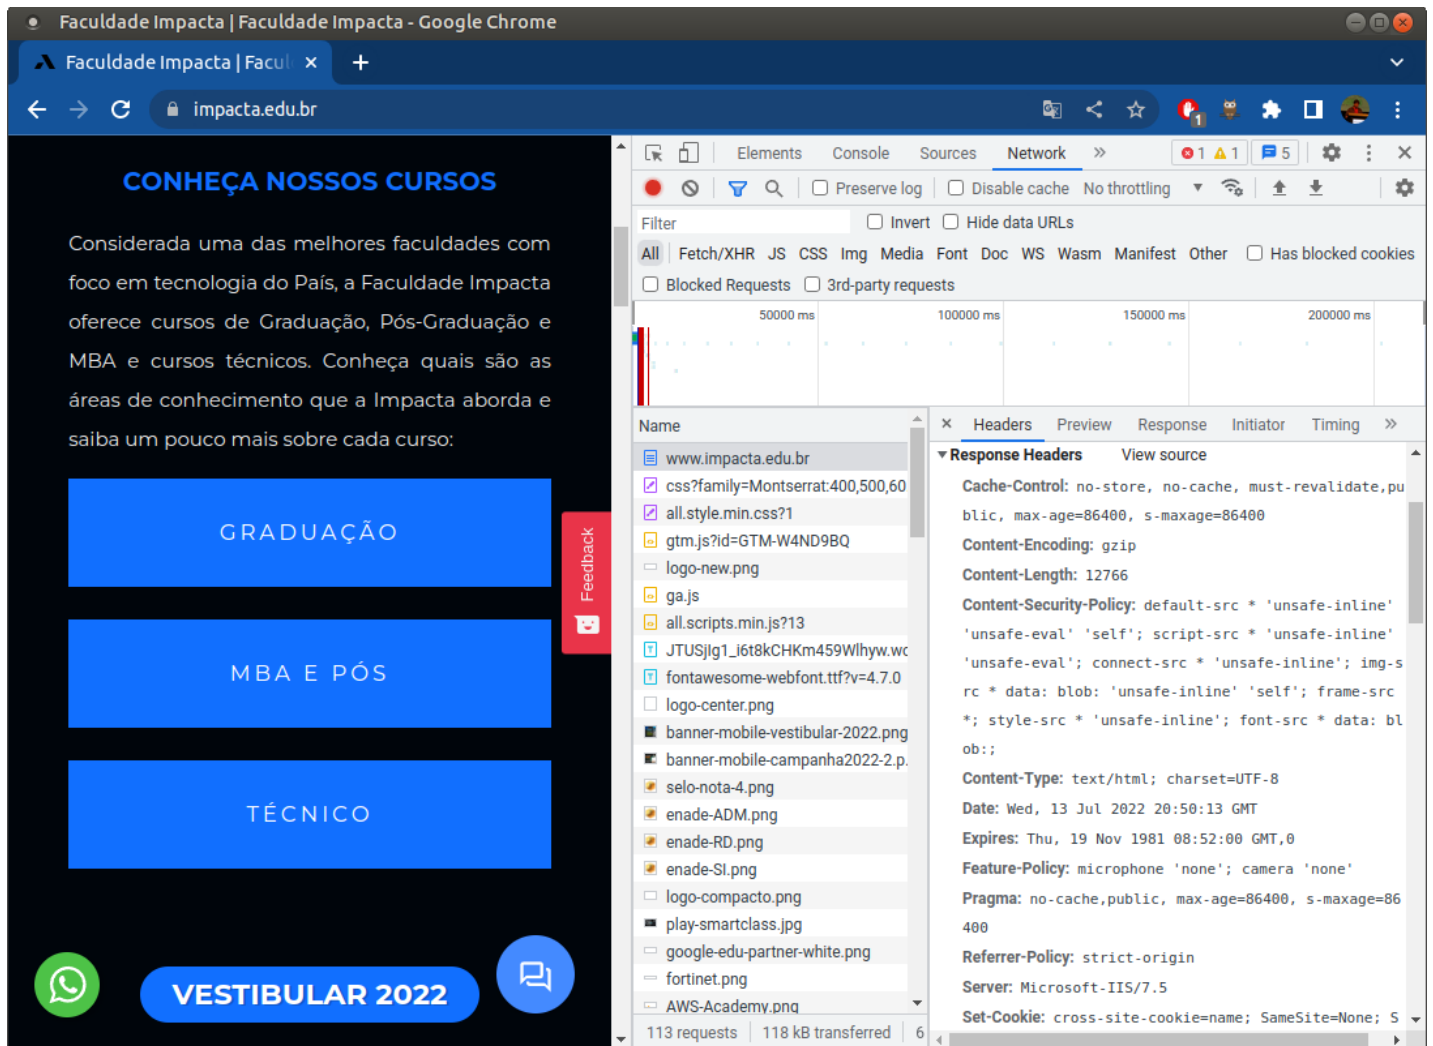 Faculdade Impacta | Faculdade Impacta - Google Chrome
Faculdade Impacta | Facul
impacta.edu.br
1
CONHEÇA NOSSOS CURSOS
Considerada uma das melhores faculdades com
foco em tecnologia do País, a Faculdade Impacta
oferece cursos de Graduação, Pós-Graduação e
MBA e cursos técnicos. Conheça quais são as
áreas de conhecimento que a Impacta aborda e
saiba um pouco mais sobre cada curso:
GRADUAÇÃO
MBA E PÓS
TÉCNICO
Feedback
VESTIBULAR 2022
Elements Console Sources Network » 1 1 5
Preserve log Disable cache No throttling
Filter Invert Hide data URLs
All Fetch/XHR JS CSS Img Media Font Doc WS Wasm Manifest Other Has blocked cookies
Blocked Requests 3rd-party requests
50000 ms 100000 ms 150000 ms 200000 ms
Name
www.impacta.edu.br
css?family=Montserrat:400,500,60
all.style.min.css?1
gtm.js?id=GTM-W4ND9BQ
logo-new.png
ga.js
all.scripts.min.js?13
JTUSjIg1_i6t8kCHKm459Wlhyw.wc
fontawesome-webfont.ttf?v=4.7.0
logo-center.png
banner-mobile-vestibular-2022.png
banner-mobile-campanha2022-2.p.
selo-nota-4.png
enade-ADM.png
enade-RD.png
enade-SI.png
logo-compacto.png
play-smartclass.jpg
google-edu-partner-white.png
fortinet.png
AWS-Academy.png
113 requests 118 kB transferred 6
Headers Preview Response Initiator Timing »
Response Headers View source
Cache-Control: no-store, no-cache, must-revalidate,pu
blic, max-age=86400, s-maxage=86400
Content-Encoding: gzip
Content-Length: 12766
Content-Security-Policy: default-src * 'unsafe-inline'
'unsafe-eval' 'self'; script-src * 'unsafe-inline'
'unsafe-eval'; connect-src * 'unsafe-inline'; img-s
rc * data: blob: 'unsafe-inline' 'self'; frame-src
*; style-src * 'unsafe-inline'; font-src * data: bl
ob:;
Content-Type: text/html; charset=UTF-8
Date: Wed, 13 Jul 2022 20:50:13 GMT
Expires: Thu, 19 Nov 1981 08:52:00 GMT,0
Feature-Policy: microphone 'none'; camera 'none'
Pragma: no-cache,public, max-age=86400, s-maxage=86
400
Referrer-Policy: strict-origin
Server: Microsoft-IIS/7.5
Set-Cookie: cross-site-cookie=name; SameSite=None; S